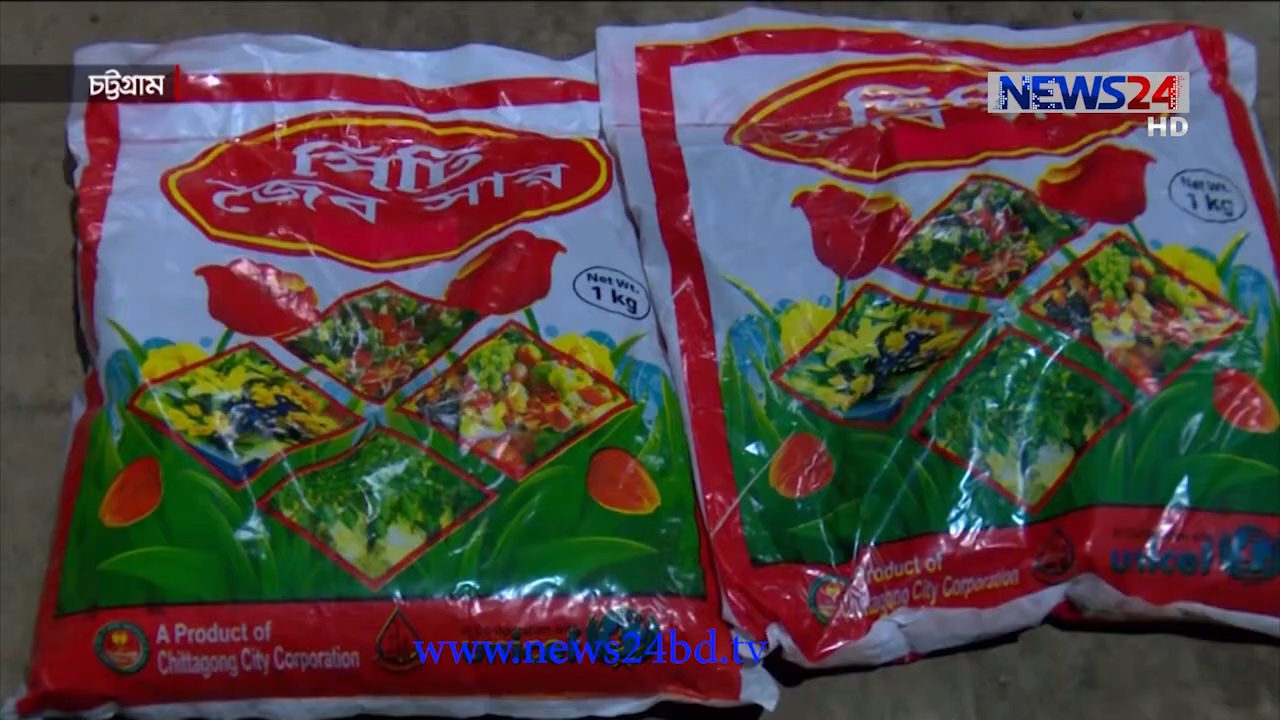 চট্টগ্রাম
NEWS24
HD
সিটি
জৈব সার
Net Wt.
1 kg
A Product of
Chittagong City Corporation
www.news24bd.tv
Net Wt.
1 kg
Product of
Chittagong City Corporation
unicef